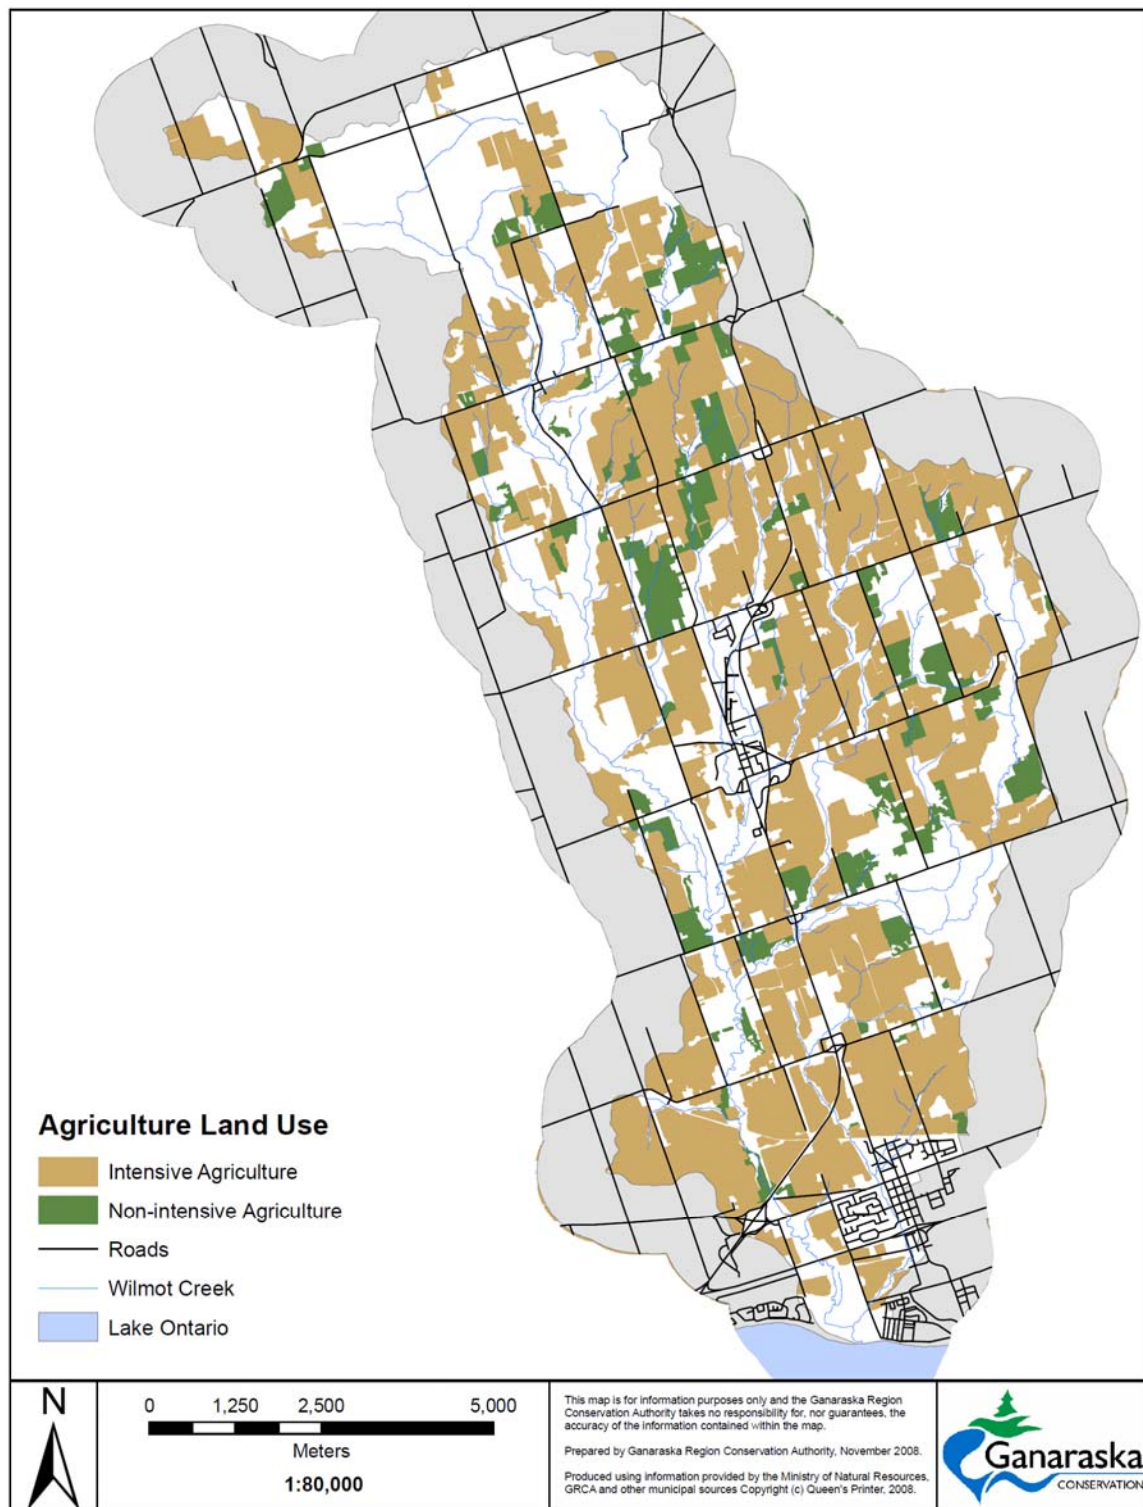 Agriculture Land Use
Intensive Agriculture
Non-intensive Agriculture
Roads
Wilmot Creek
Lake Ontario
N
0 1,250 2,500 5,000
Meters
1:80,000
This map is for information purposes only and the Ganaraska Region
Conservation Authority takes no responsibility for, nor guarantees, the
accuracy of the information contained within the map.
Prepared by Ganaraska Region Conservation Authority, November 2008.
Produced using information provided by the Ministry of Natural Resources,
GRCA and other municipal sources Copyright (c) Queen's Printer, 2008.
Ganaraska
CONSERVATION